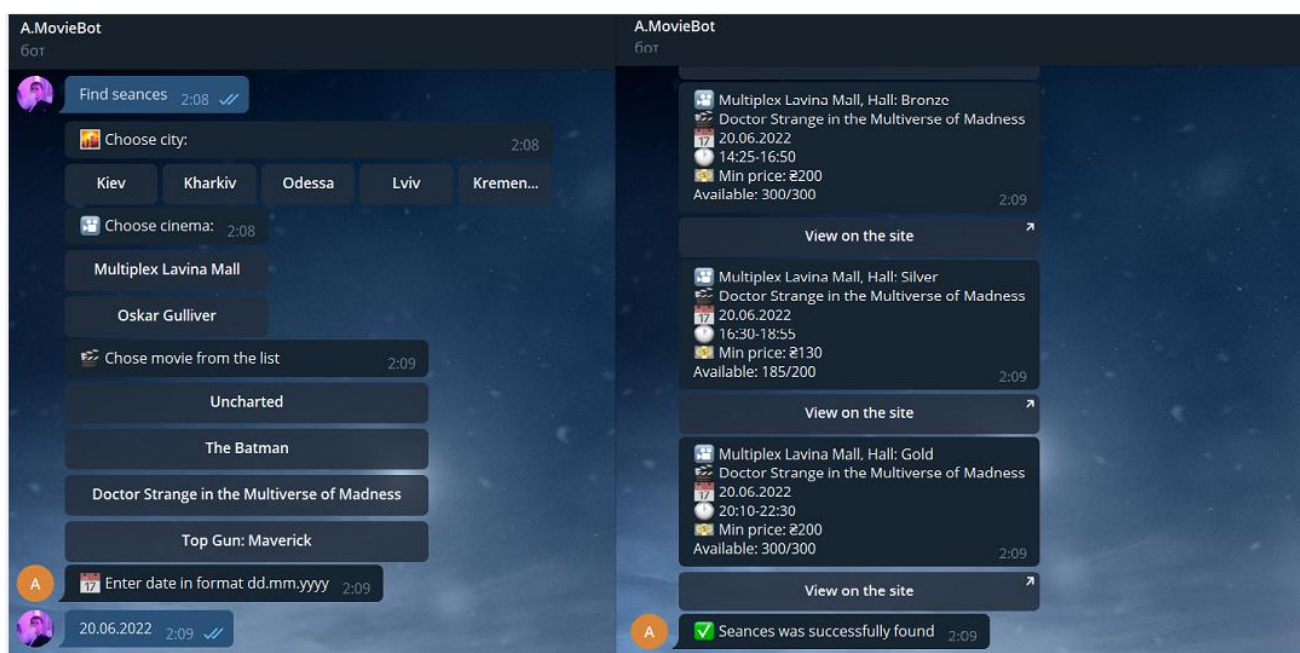 A.MovieBot
бот
Find seances 2:08
Choose city: 2:08
Kiev Kharkiv Odessa Lviv Kremen...
Choose cinema: 2:08
Multiplex Lavina Mall
Oskar Gulliver
Chose movie from the list 2:09
Uncharted
The Batman
Doctor Strange in the Multiverse of Madness
Top Gun: Maverick
A
17 Enter date in format dd.mm.yyyy 2:09
20.06.2022 2:09
A.MovieBot
бот
Multiplex Lavina Mall, Hall: Bronze
Doctor Strange in the Multiverse of Madness
17 20.06.2022
14:25-16:50
Min price: ₴200
Available: 300/300 2:09
View on the site
Multiplex Lavina Mall, Hall: Silver
Doctor Strange in the Multiverse of Madness
17 20.06.2022
16:30-18:55
Min price: ₴130
Available: 185/200 2:09
View on the site
Multiplex Lavina Mall, Hall: Gold
Doctor Strange in the Multiverse of Madness
17 20.06.2022
20:10-22:30
Min price: ₴200
Available: 300/300 2:09
View on the site
A
Seances was successfully found 2:09